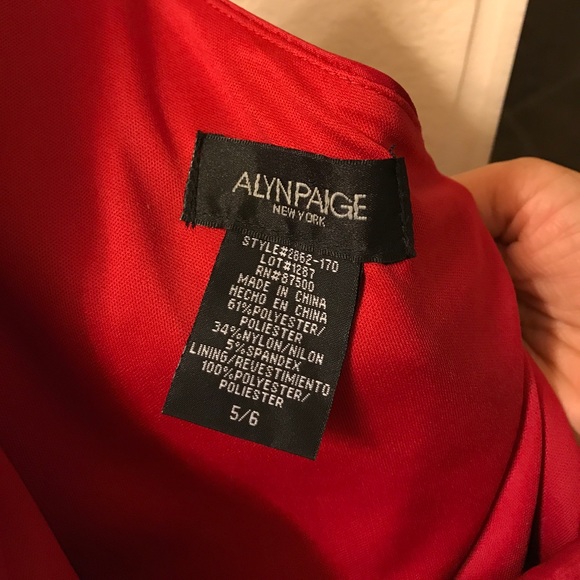 ALYNPAIGE
NEW YORK
STYLE#2862-170
LOT#1287
RN#87500
MADE IN CHINA
HECHO EN CHINA
61%POLYESTER/
POLIESTER
34%NYLON/NILON
5%SPANDEX
LINING/REVESTIMIENTO
100%POLYESTER/
POLIESTER
5/6